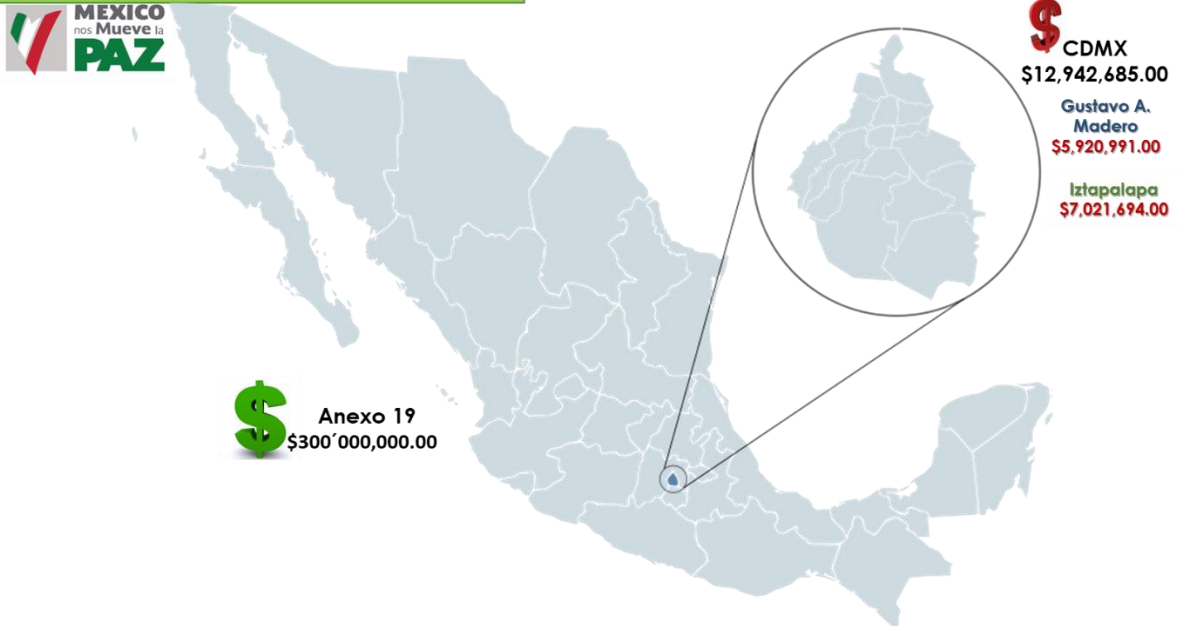 MEXICO
nos Mueve la
PAZ
CDMX
$12,942,685.00
Gustavo A.
Madero
$5,920,991.00
Iztapalapa
$7,021,694.00
Anexo 19
$300´000,000.00